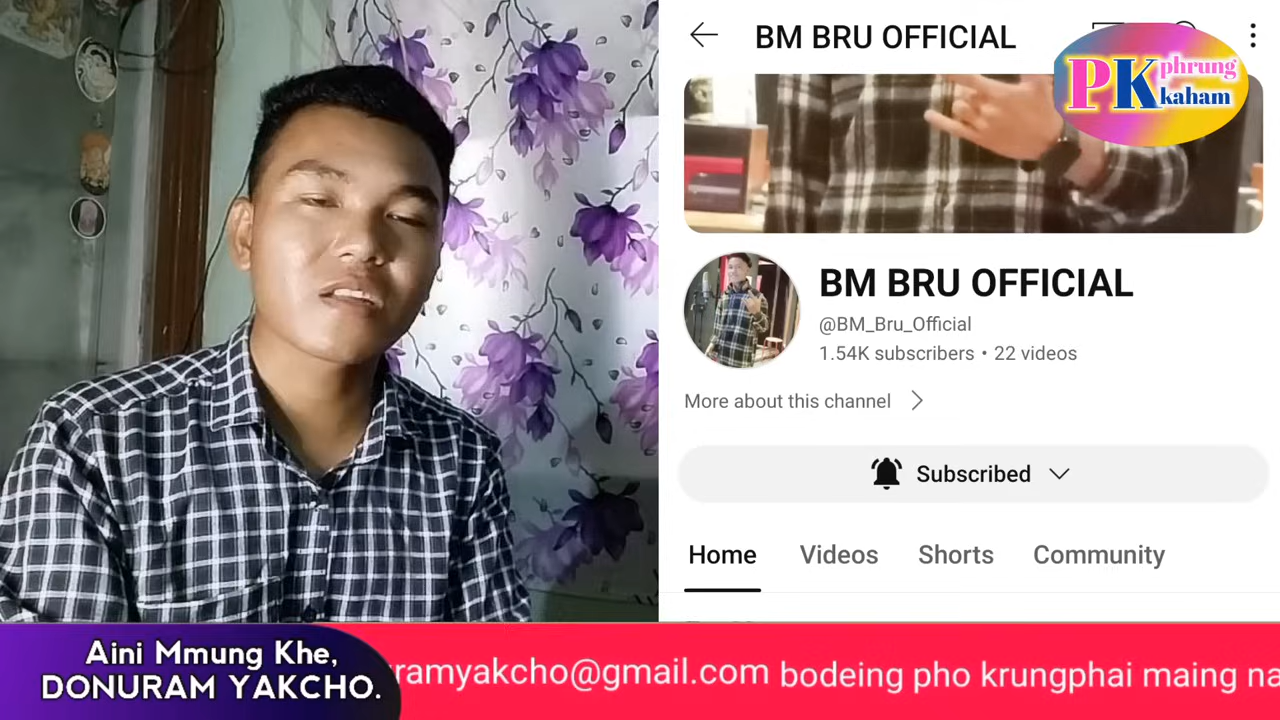 BM BRU OFFICIAL
PK phrung
kaham
BM BRU OFFICIAL
@BM_Bru_Official
1.54K subscribers • 22 videos
More about this channel
Subscribed
Home Videos Shorts Community
Aini Mmung Khe,
DONURAM YAKCHO.
ramyakcho@gmail.com bodeing pho krungphai maing na